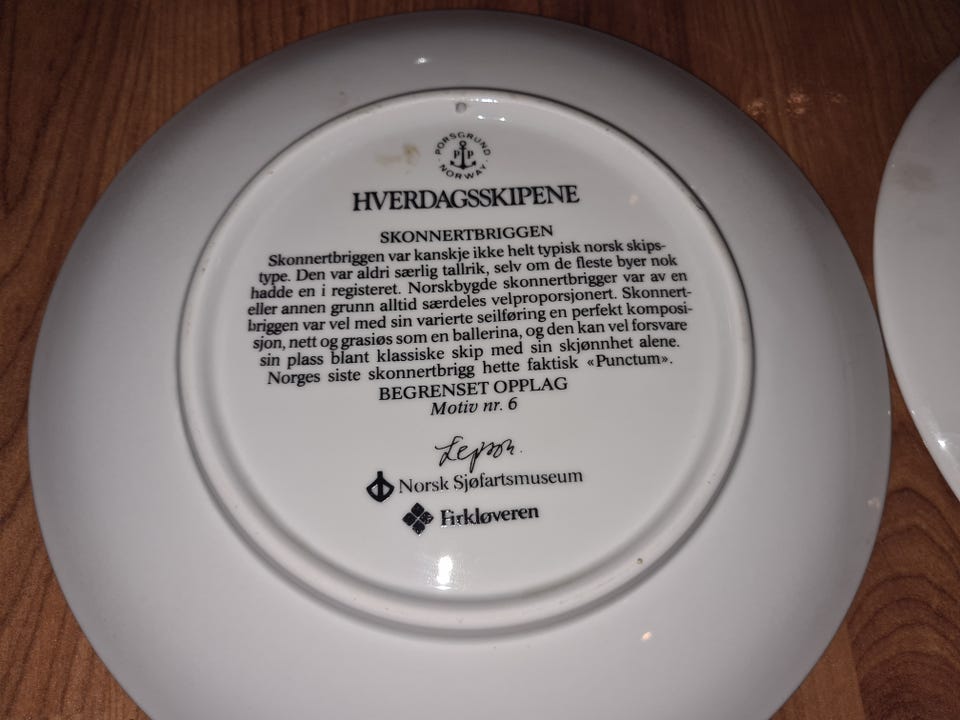 PORSGRUND
PP
NORWAY
HVERDAGSSKIPENE
SKONNERTBRIGGEN
Skonnertbriggen var kanskje ikke helt typisk norsk skips-
type. Den var aldri særlig tallrik, selv om de fleste byer nok
hadde en i registeret. Norskbygde skonnertbrigger var av en
eller annen grunn alltid særdeles velproporsjonert. Skonnert-
briggen var vel med sin varierte seilføring en perfekt komposi-
sjon, nett og grasiøs som en ballerina, og den kan vel forsvare
sin plass blant klassiske skip med sin skjønnhet alene.
Norges siste skonnertbrigg hette faktisk «Punctum».
BEGRENSET OPPLAG
Motiv nr. 6
Norsk Sjøfartsmuseum
Firkløveren